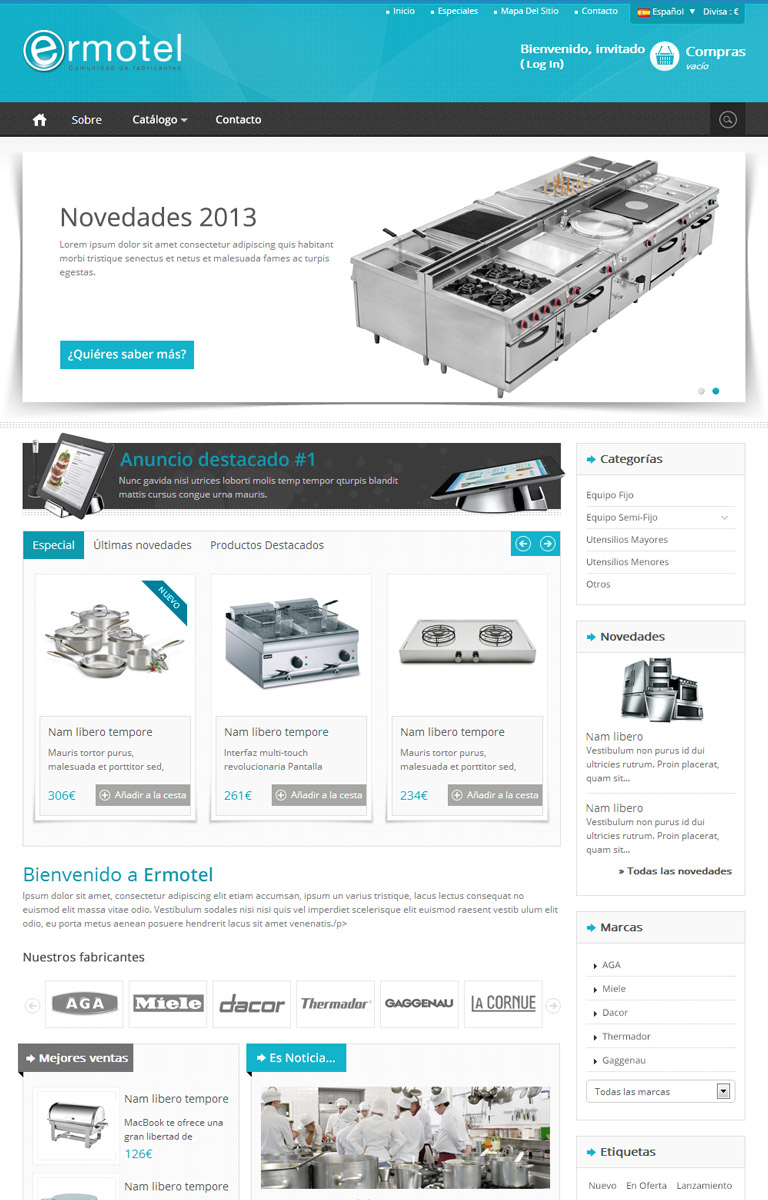 Inicio Especiales Mapa Del Sitio Contacto Español Divisa : €
ermotel
Comunidad de fabricantes
Bienvenido, invitado
( Log In)
Compras
vacío
Sobre Catálogo Contacto
Novedades 2013
Lorem ipsum dolor sit amet consectetur adipiscing quis habitant
morbi tristique senectus et netus et malesuada fames ac turpis
egestas.
¿Quiéres saber más?
Anuncio destacado #1
Nunc gavida nisl utrices loborti molis temp tempor qturpis blandit
mattis cursus congue urna mauris.
Especial Últimas novedades Productos Destacados
NUEVO
Nam libero tempore
Mauris tortor purus,
malesuada et porttitor sed,
306€ Añadir a la cesta
Nam libero tempore
Interfaz multi-touch
revolucionaria Pantalla
261€ Añadir a la cesta
Nam libero tempore
Mauris tortor purus,
malesuada et porttitor sed,
234€ Añadir a la cesta
Bienvenido a Ermotel
Ipsum dolor sit amet, consectetur adipiscing elit etiam accumsan, ipsum un varius tristique, lacus lectus consequat no
euismod elit massa vitae odio. Vestibulum sodales nisi nisi quis vel imperdiet scelerisque elit euismod raesent vestib ulum elit
odio, eu porta metus aenean posuere hendrerit lacus sit amet venenatis./p>
Nuestros fabricantes
AGA Miele dacor Thermador GAGGENAU LA CORNUE
Mejores ventas
Nam libero tempore
MacBook te ofrece una
gran libertad de
126€
Nam libero tempore
Es Noticia...
Categorías
Equipo Fijo
Equipo Semi-Fijo
Utensilios Mayores
Utensilios Menores
Otros
Novedades
Nam libero
Vestibulum non purus id dui
ultricies rutrum. Proin placerat,
quam sit...
Nam libero
Vestibulum non purus id dui
ultricies rutrum. Proin placerat,
quam sit...
» Todas las novedades
Marcas
AGA
Miele
Dacor
Thermador
Gaggenau
Todas las marcas
Etiquetas
Nuevo En Oferta Lanzamiento